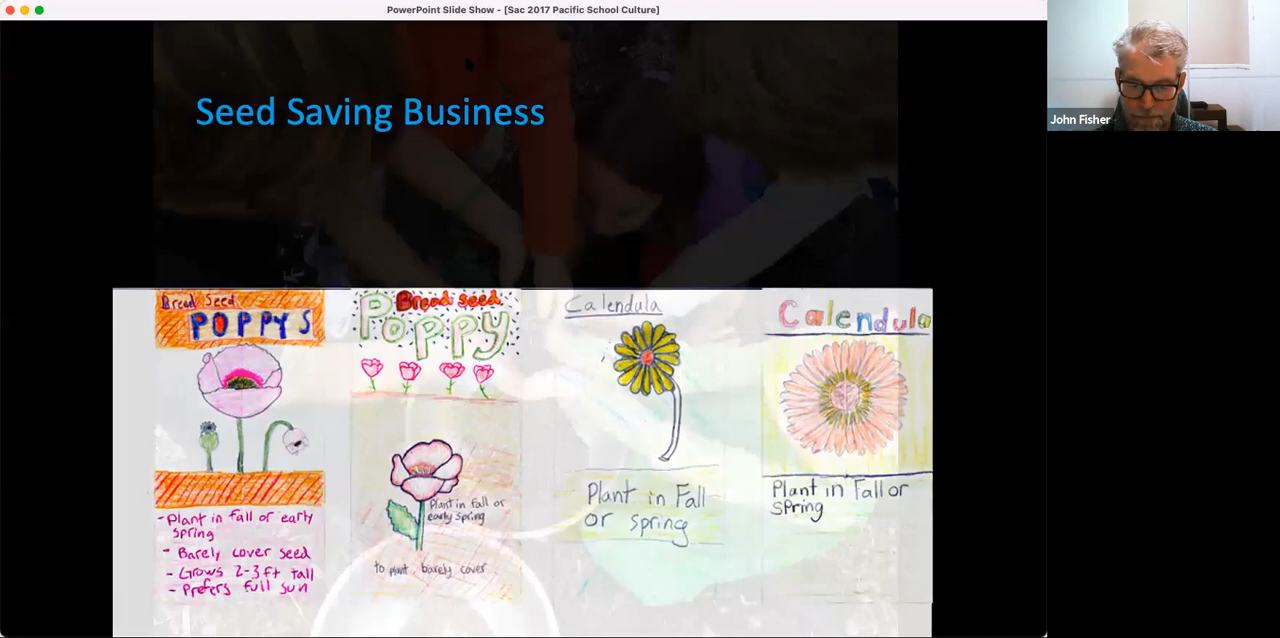 PowerPoint Slide Show - [Sac 2017 Pacific School Culture]
John Fisher
Seed Saving Business
Bread Seed
POPPYS
- Plant in fall or early
spring
- Barely cover seed
- Grows 2-3 ft tall
- Prefers full sun
Bread seed
Poppy
Plant in fall or
early spring
to plant, barely cover
Calendula
Plant in Fall
or spring
Calendula
Plant in Fall or
spring